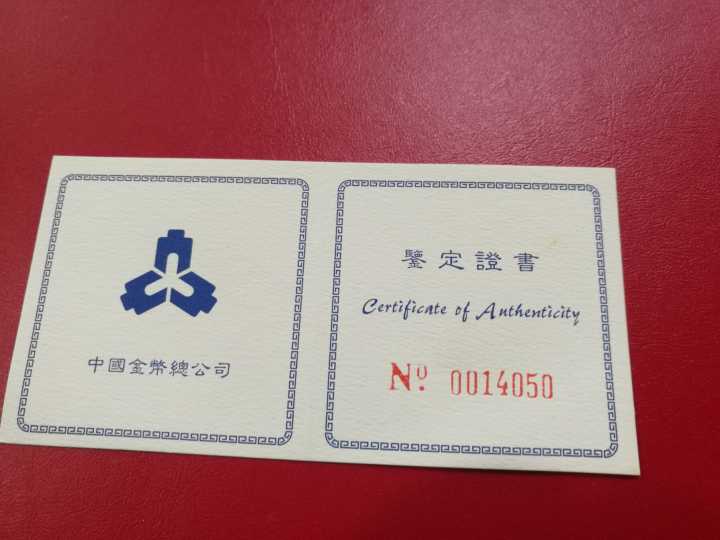 中國金幣總公司
鑒定證書
Certificate of Authenticity
Nº 0014050